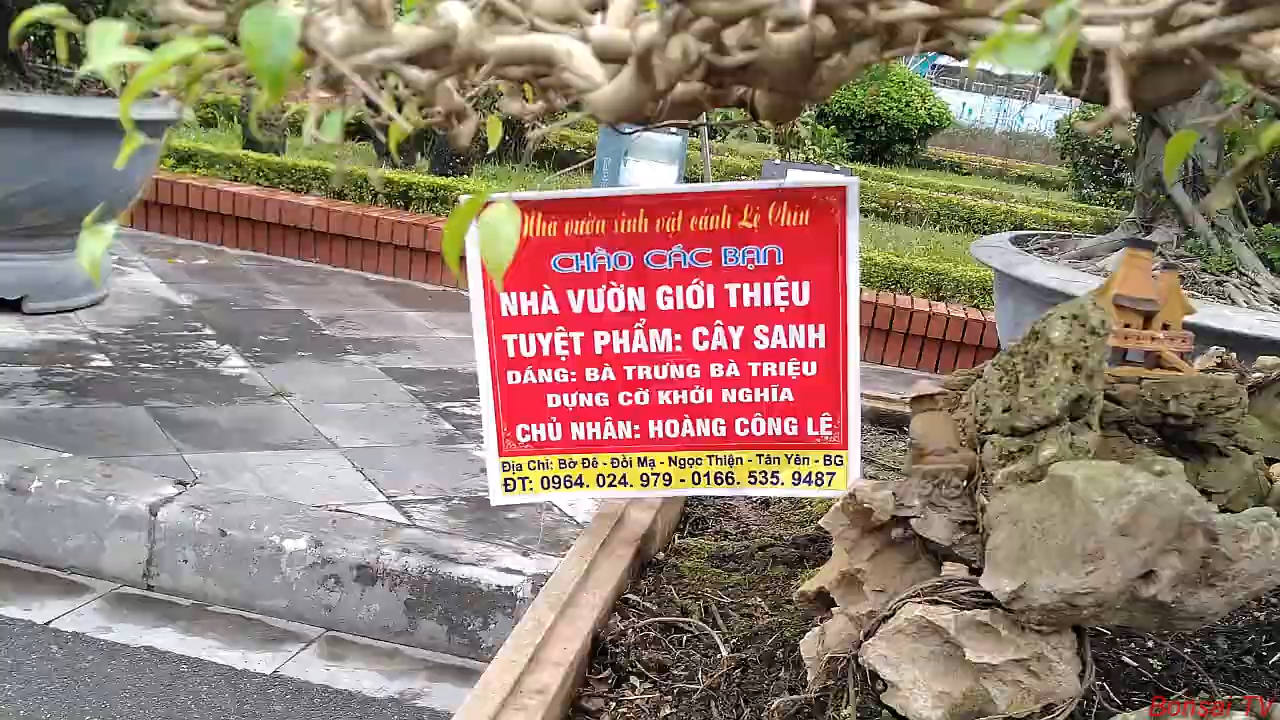 Nhà vườn sinh vật cảnh Lệ Chín
CHÀO CÁC BẠN
NHÀ VƯỜN GIỚI THIỆU
TUYỆT PHẨM: CÂY SANH
DÁNG: BÀ TRƯNG BÀ TRIỆU
DỰNG CỜ KHỞI NGHĨA
CHỦ NHÂN: HOÀNG CÔNG LỆ
Địa Chỉ: Bờ Đê - Đồi Mạ - Ngọc Thiện - Tân Yên - BG
ĐT: 0964. 024. 979 - 0166. 535. 9487
Bonsai TV